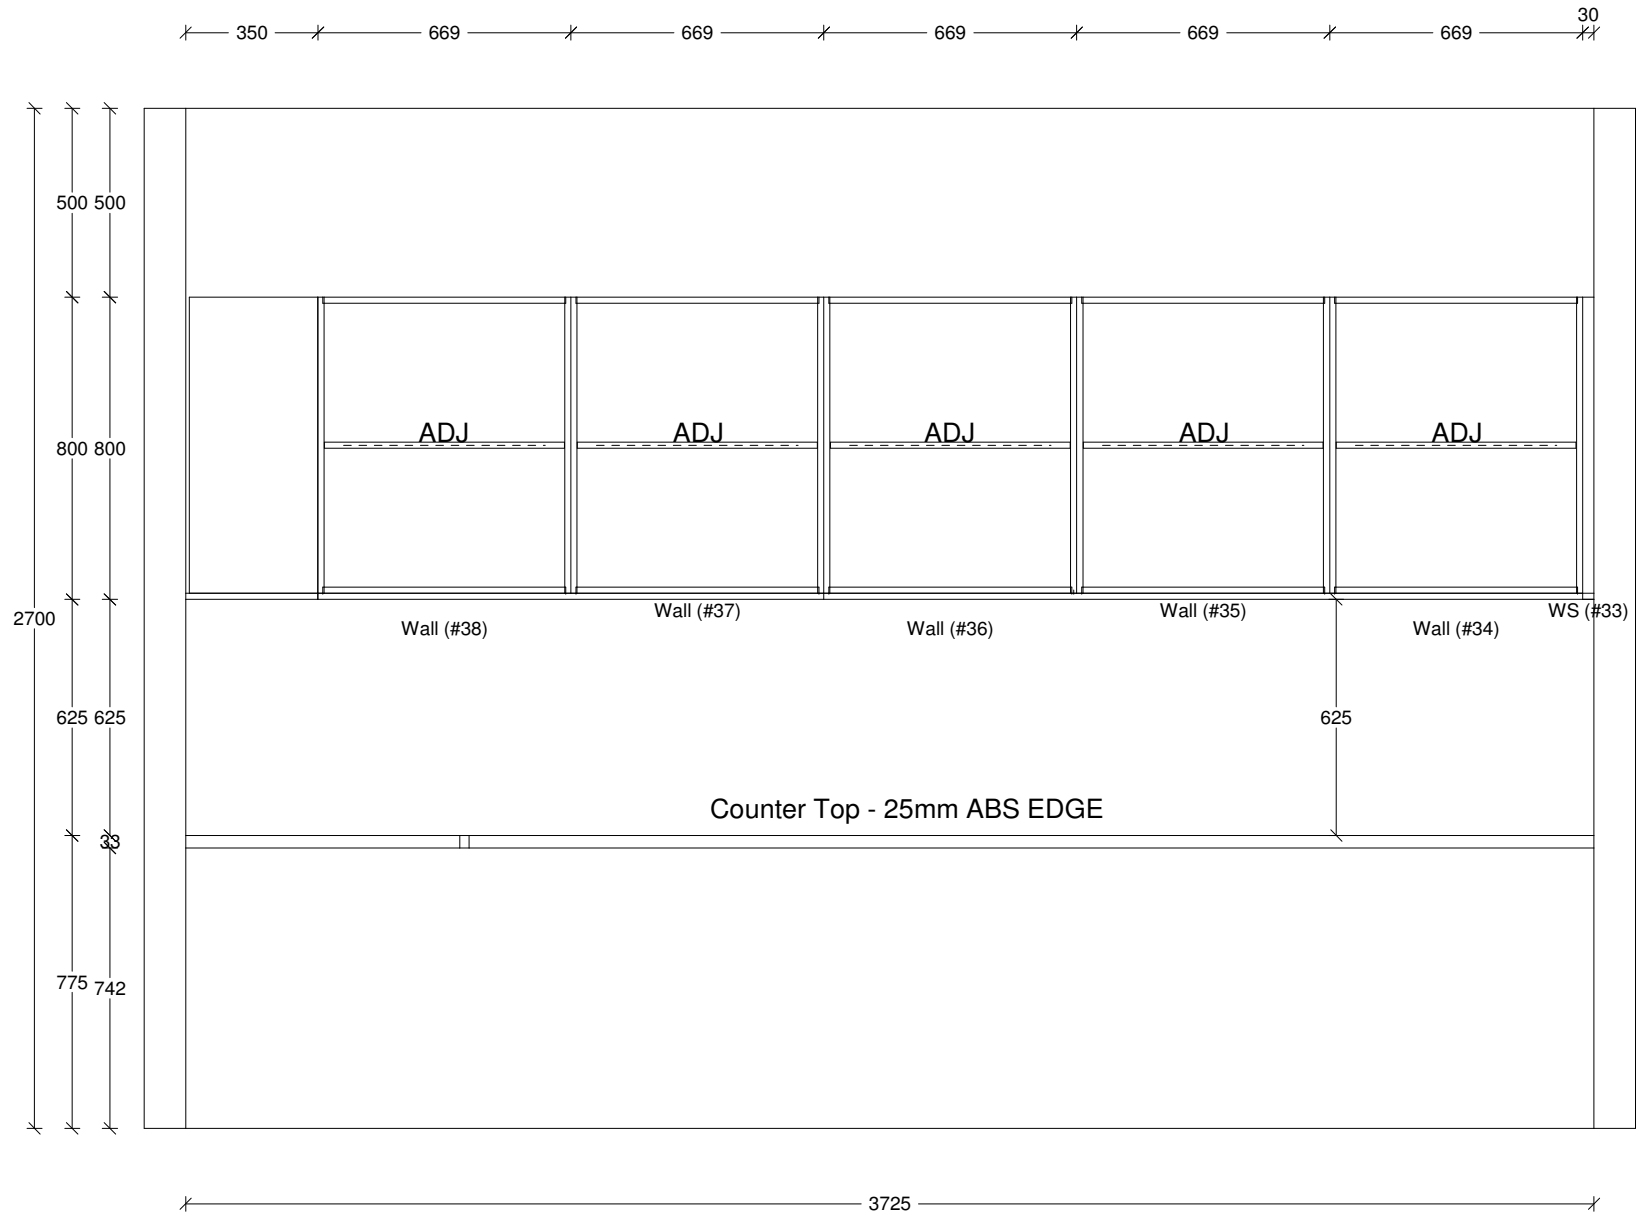 30
350 669 669 669 669 669
500 500
ADJ ADJ ADJ ADJ ADJ
800 800
Wall (#37) Wall (#35) WS (#33)
2700
Wall (#38) Wall (#36) Wall (#34)
625 625 625
Counter Top - 25mm ABS EDGE
33
775 742
3725